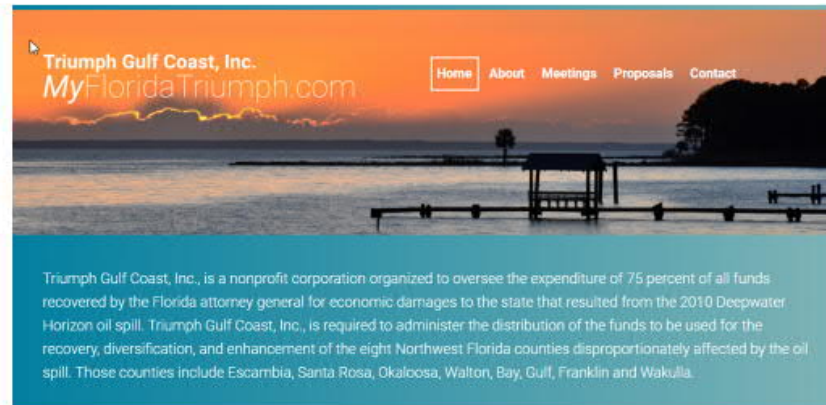 Triumph Gulf Coast, Inc.
MyFloridaTriumph.com
Home About Meetings Proposals Contact
Triumph Gulf Coast, Inc., is a nonprofit corporation organized to oversee the expenditure of 75 percent of all funds
recovered by the Florida attorney general for economic damages to the state that resulted from the 2010 Deepwater
Horizon oil spill. Triumph Gulf Coast, Inc., is required to administer the distribution of the funds to be used for the
recovery, diversification, and enhancement of the eight Northwest Florida counties disproportionately affected by the oil
spill. Those counties include Escambia, Santa Rosa, Okaloosa, Walton, Bay, Gulf, Franklin and Wakulla.